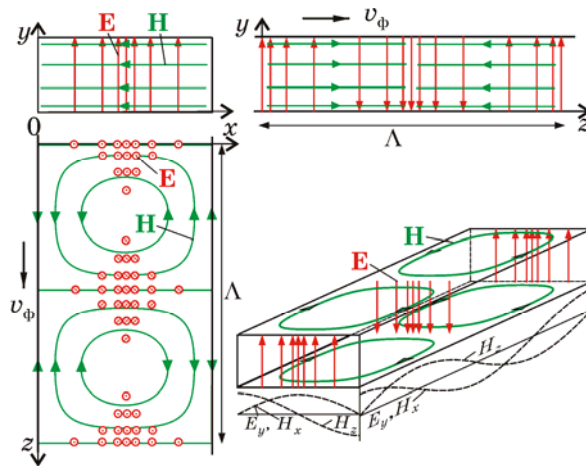 y E H
0 x
y v_ф
Λ z
E
H
v_ф
Λ
z
H
E
H_z
E_y, H_x H_z E_y, H_x